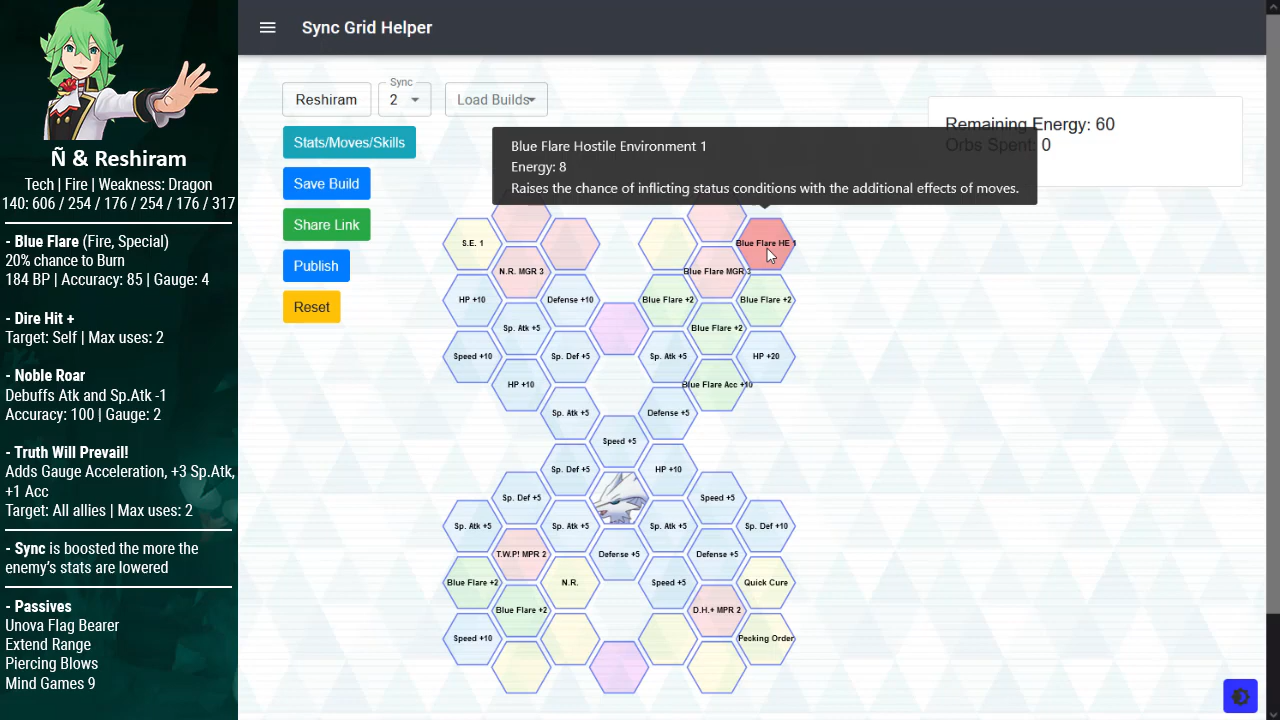 Ñ & Reshiram
Tech | Fire | Weakness: Dragon
140: 606 / 254 / 176 / 254 / 176 / 317
- Blue Flare (Fire, Special)
20% chance to Burn
184 BP | Accuracy: 85 | Gauge: 4
- Dire Hit +
Target: Self | Max uses: 2
- Noble Roar
Debuffs Atk and Sp.Atk -1
Accuracy: 100 | Gauge: 2
- Truth Will Prevail!
Adds Gauge Acceleration, +3 Sp.Atk,
+1 Acc
Target: All allies | Max uses: 2
- Sync is boosted the more the
enemy's stats are lowered
- Passives
Unova Flag Bearer
Extend Range
Piercing Blows
Mind Games 9
Sync Grid Helper
Reshiram
Sync
2
Load Builds
Stats/Moves/Skills
Save Build
Share Link
Publish
Reset
Remaining Energy: 60
Orbs Spent: 0
Blue Flare Hostile Environment 1
Energy: 8
Raises the chance of inflicting status conditions with the additional effects of moves.
S.E. 1
Blue Flare HE 1
N.R. MGR 3
Blue Flare MGR 3
HP +10
Defense +10
Blue Flare +2
Blue Flare +2
Sp. Atk +5
Blue Flare +2
Speed +10
Sp. Def +5
Sp. Atk +5
HP +20
HP +10
Blue Flare Acc +10
Sp. Atk +5
Defense +5
Speed +5
Sp. Def +5
HP +10
Sp. Def +5
Speed +5
Sp. Atk +5
Sp. Atk +5
Sp. Atk +5
Sp. Def +10
T.W.P! MPR 2
Defense +5
Defense +5
Blue Flare +2
N.R.
Speed +5
Quick Cure
Blue Flare +2
D.H.+ MPR 2
Speed +10
Pecking Order